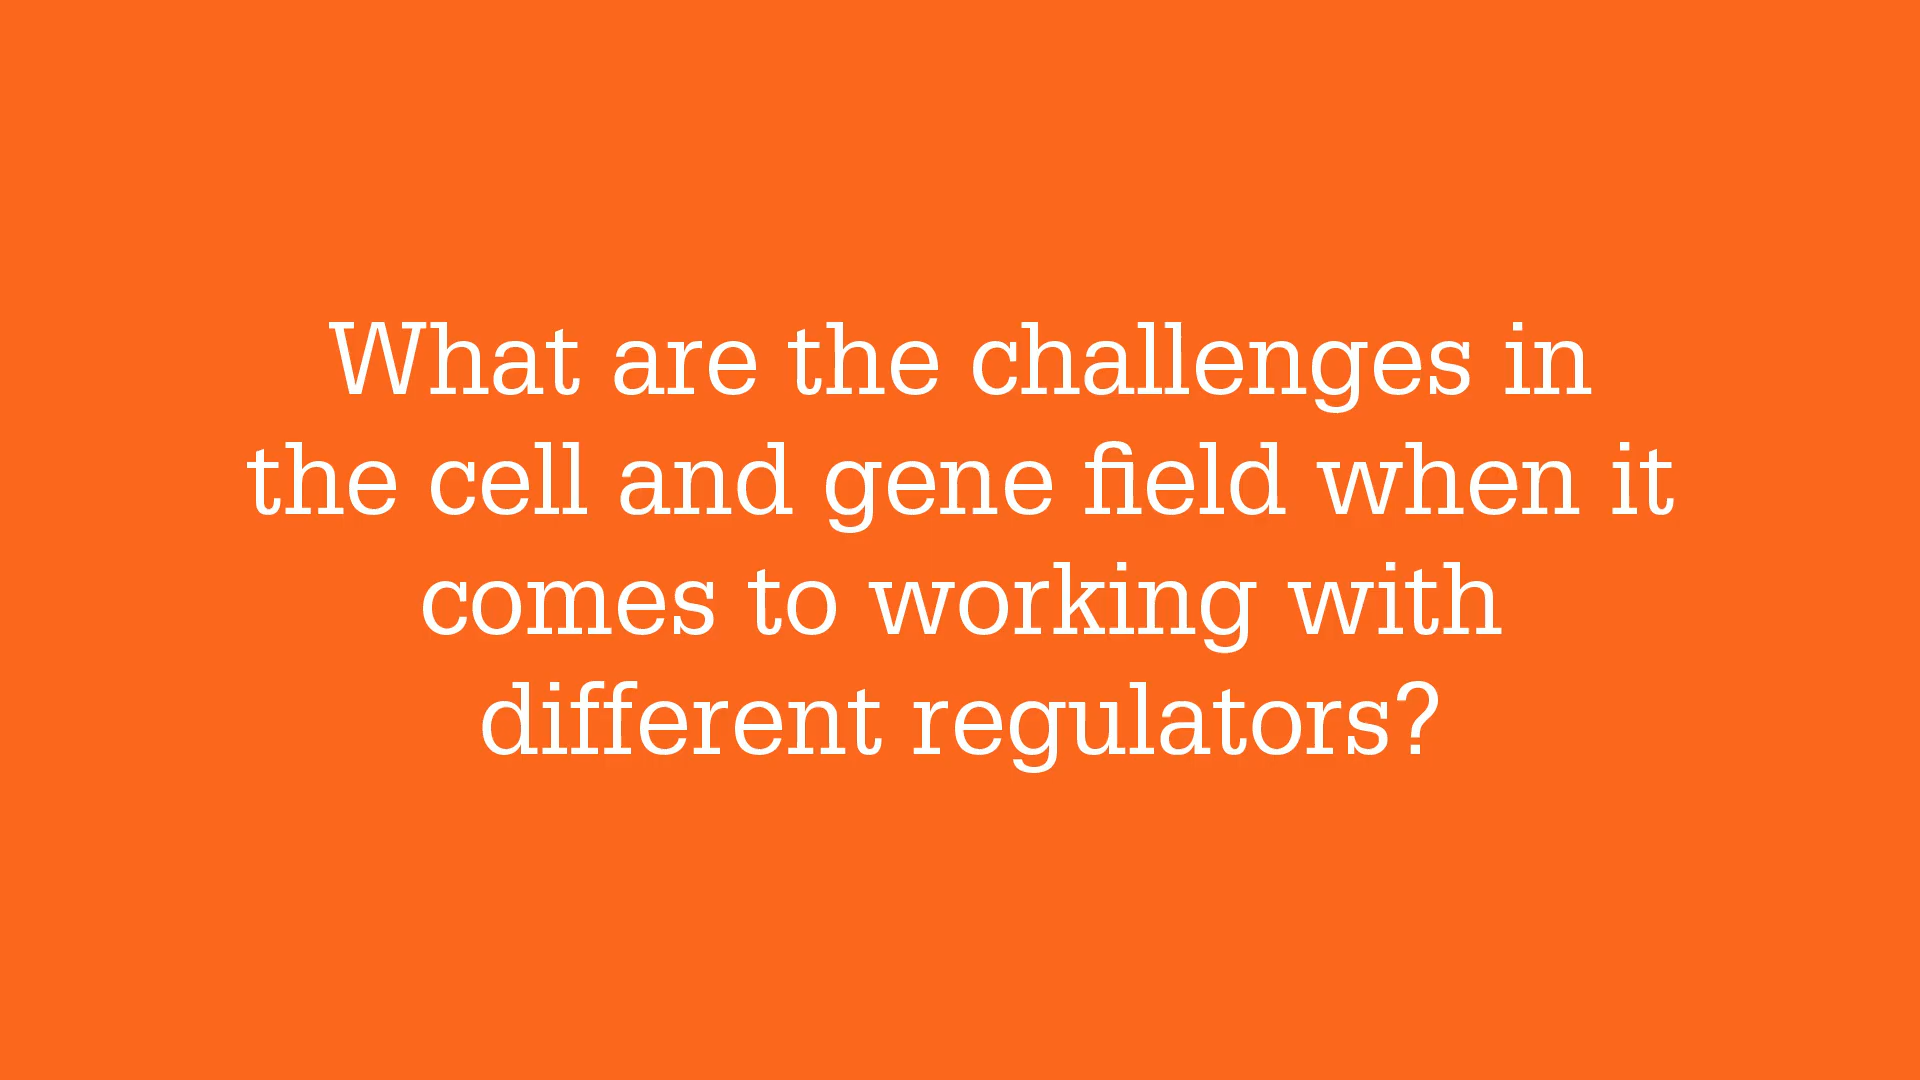 What are the challenges in
the cell and gene field when it
comes to working with
different regulators?